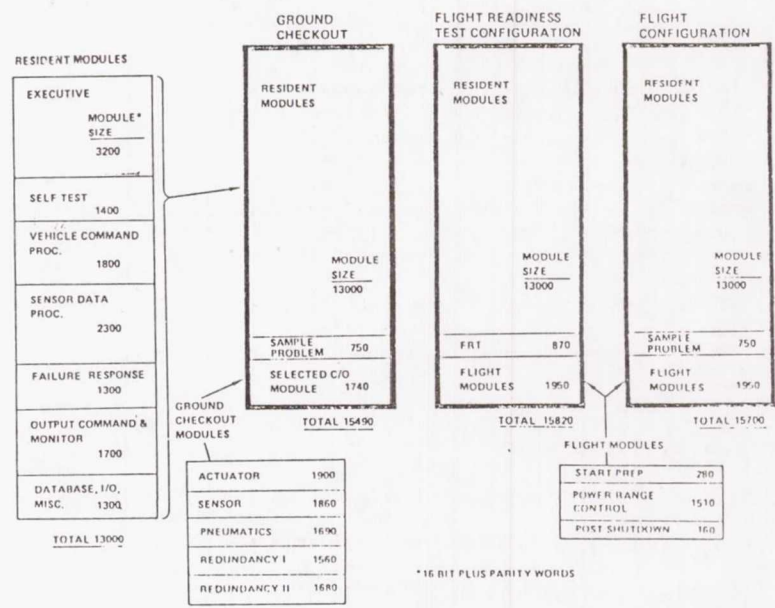 RESIDENT MODULES
EXECUTIVE
MODULE*
SIZE
3200
SELF TEST
1400
VEHICLE COMMAND
PROC.
1800
SENSOR DATA
PROC.
2300
FAILURE RESPONSE
1300
OUTPUT COMMAND &
MONITOR
1700
DATABASE, I/O,
MISC. 1300
TOTAL 13000
GROUND
CHECKOUT
RESIDENT
MODULES
MODULE
SIZE
13000
SAMPLE
PROBLEM 750
SELECTED C/O
MODULE 1740
TOTAL 15490
GROUND
CHECKOUT
MODULES
ACTUATOR 1900
SENSOR 1860
PNEUMATICS 1690
REDUNDANCY I 1560
REDUNDANCY II 1680
FLIGHT READINESS
TEST CONFIGURATION
RESIDENT
MODULES
MODULE
SIZE
13000
FRT 870
FLIGHT
MODULES 1950
TOTAL 15820
FLIGHT
CONFIGURATION
RESIDENT
MODULES
MODULE
SIZE
13000
SAMPLE
PROBLEM 750
FLIGHT
MODULES 1950
TOTAL 15700
FLIGHT MODULES
START PREP 280
POWER RANGE
CONTROL 1510
POST SHUTDOWN 160
*16 BIT PLUS PARITY WORDS